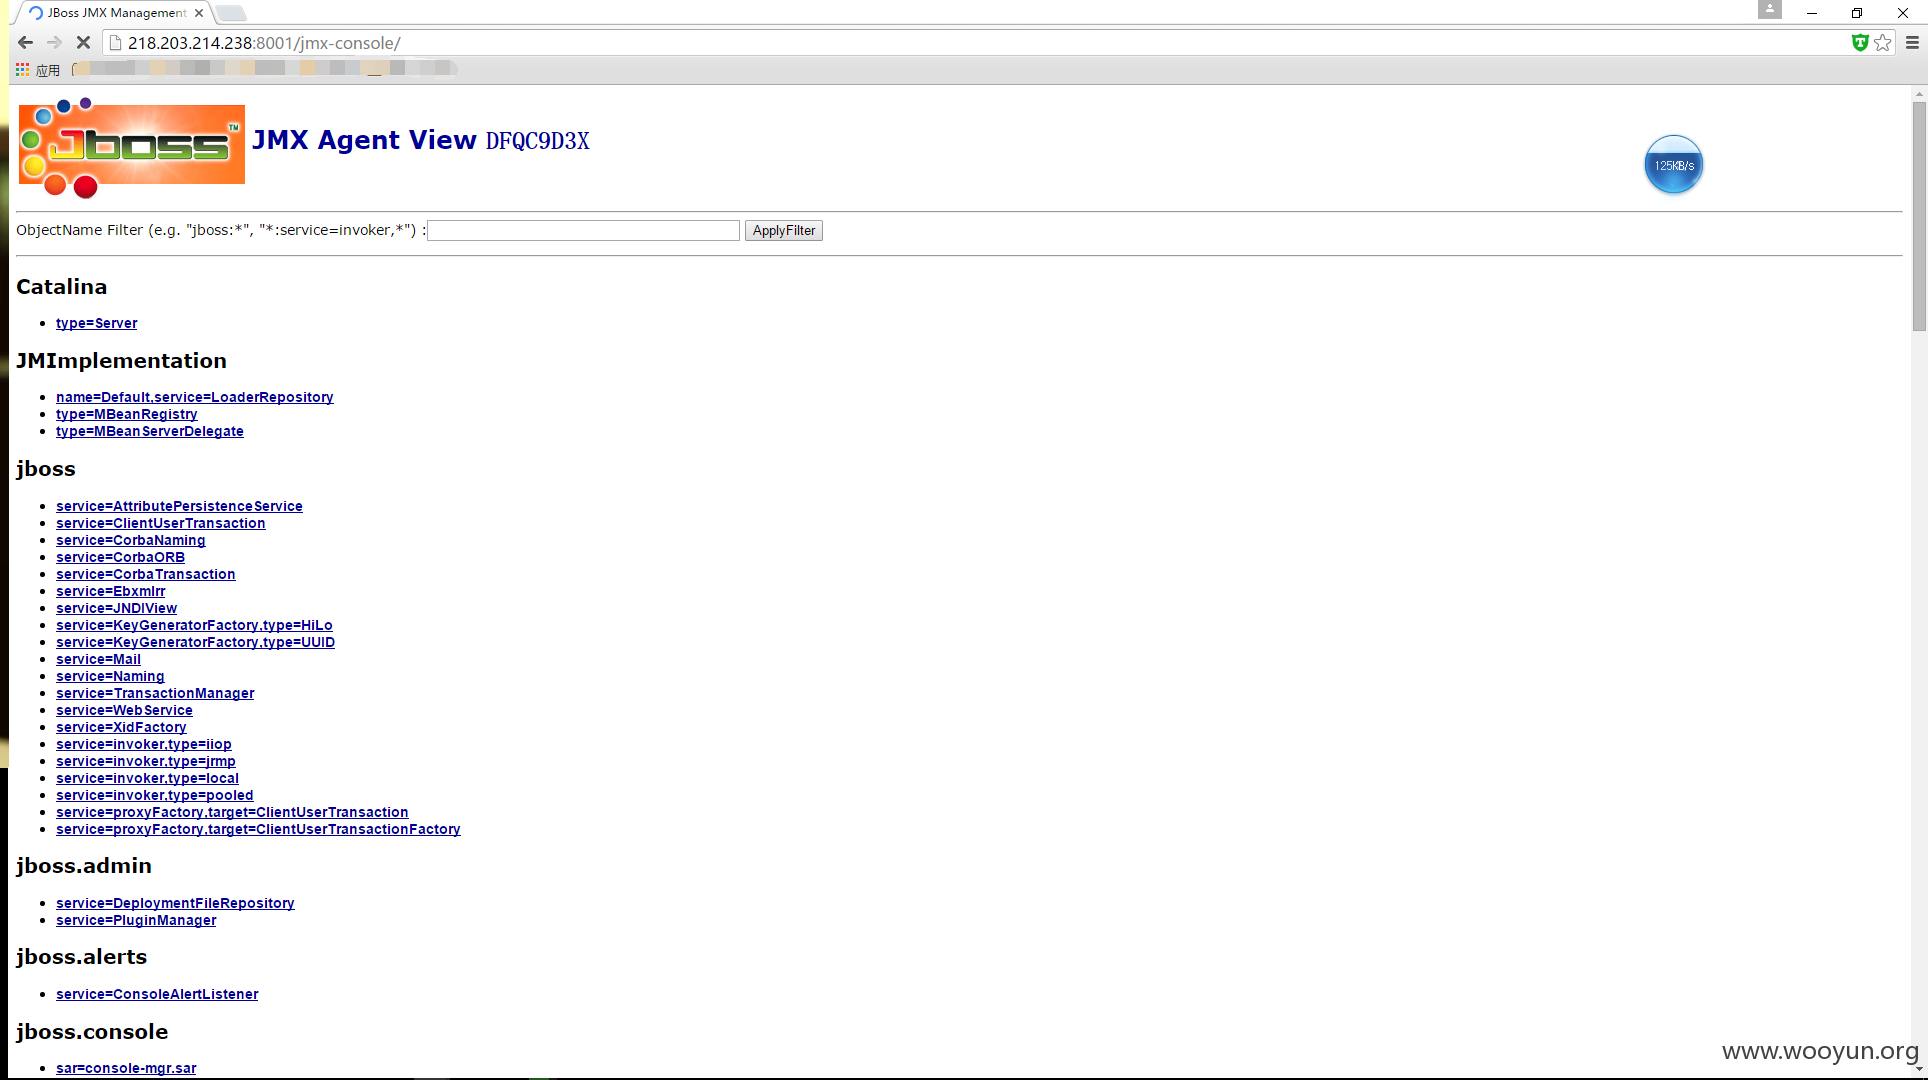 JBoss JMX Management
218.203.214.238:8001/jmx-console/
应用
Jboss TM
JMX Agent View DFQC9D3X
125KB/s
ObjectName Filter (e.g. "jboss:*", "*:service=invoker,*") :
ApplyFilter
Catalina
type=Server
JMImplementation
name=Default,service=LoaderRepository
type=MBeanRegistry
type=MBeanServerDelegate
jboss
service=AttributePersistenceService
service=ClientUserTransaction
service=CorbaNaming
service=CorbaORB
service=CorbaTransaction
service=Ebxmlrr
service=JNDIView
service=KeyGeneratorFactory,type=HiLo
service=KeyGeneratorFactory,type=UUID
service=Mail
service=Naming
service=TransactionManager
service=WebService
service=XidFactory
service=invoker,type=iiop
service=invoker,type=jrmp
service=invoker,type=local
service=invoker,type=pooled
service=proxyFactory,target=ClientUserTransaction
service=proxyFactory,target=ClientUserTransactionFactory
jboss.admin
service=DeploymentFileRepository
service=PluginManager
jboss.alerts
service=ConsoleAlertListener
jboss.console
sar=console-mgr.sar
www.wooyun.org